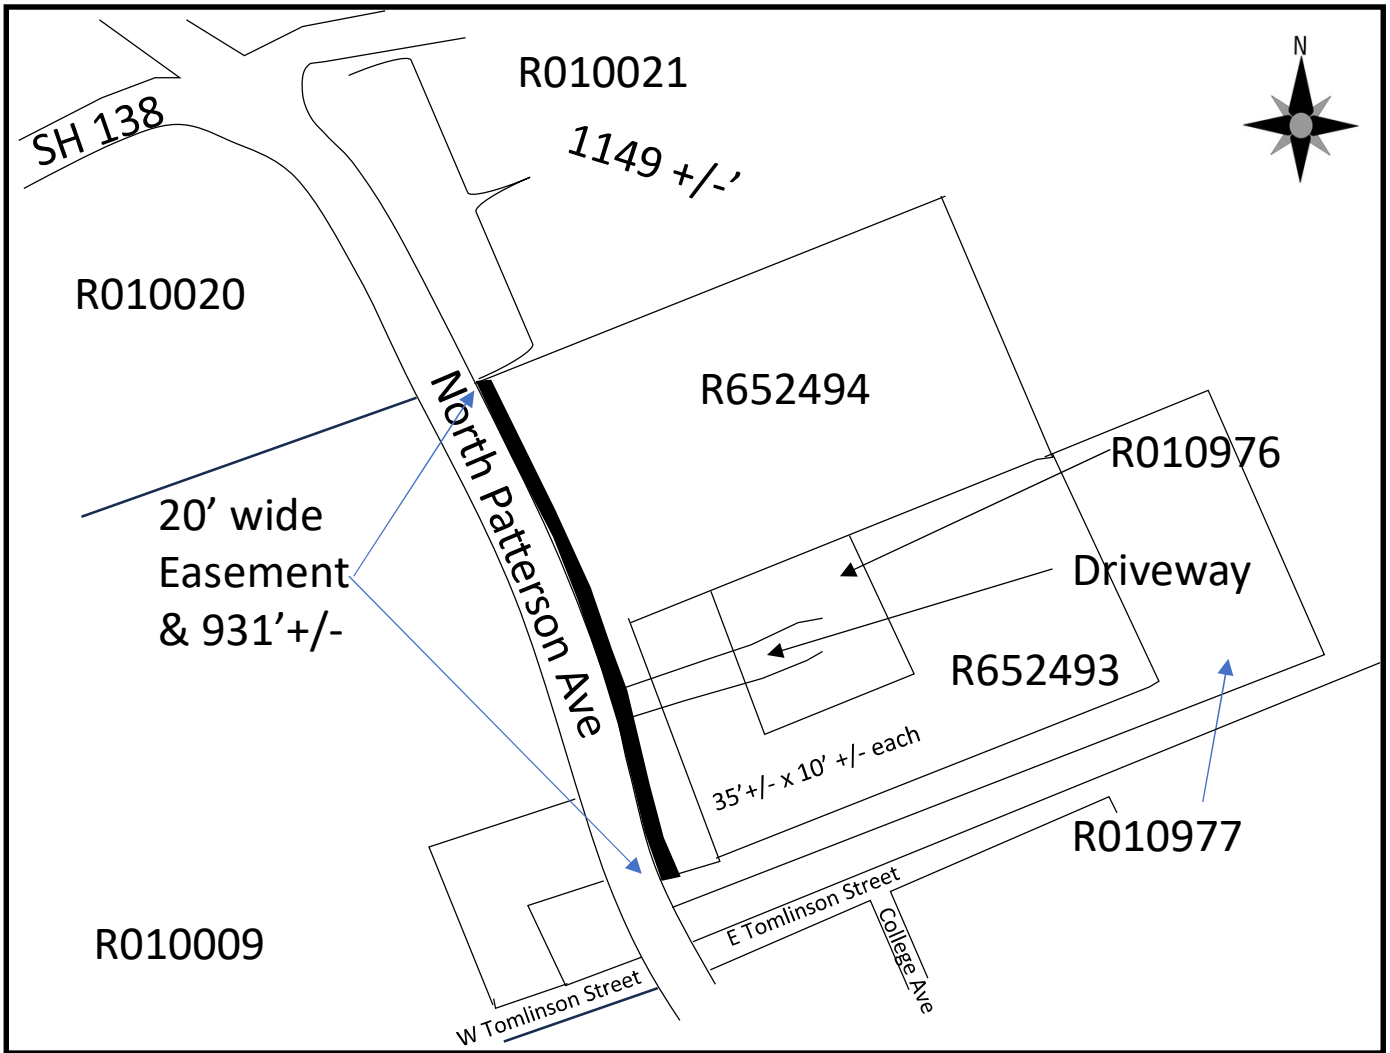 N
R010021
SH 138
1149 +/-’
R010020
R652494
North Patterson Ave
R010976
20’ wide
Easement
& 931’+/-
Driveway
R652493
35’+/- x 10’ +/- each
R010977
E Tomlinson Street
College Ave
R010009
W Tomlinson Street